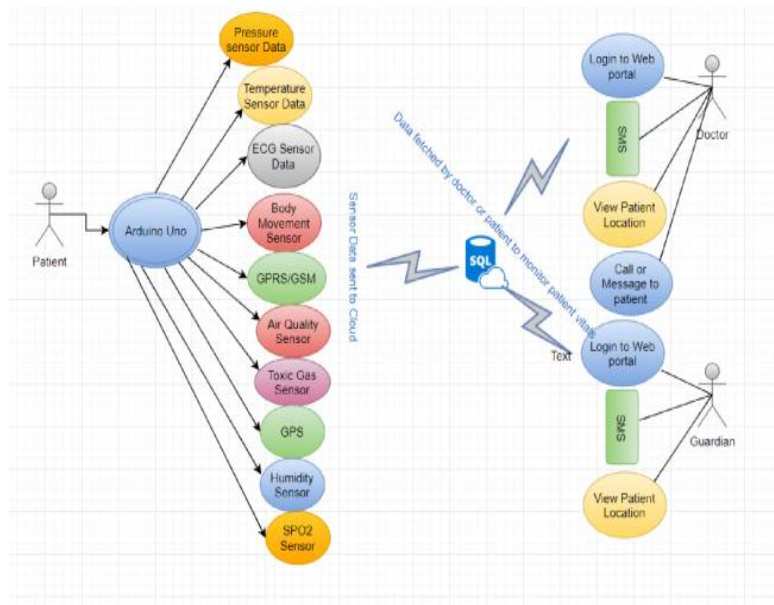 Pressure
sensor Data
Temperature
Sensor Data
ECG Sensor
Data
Body
Movement
Sensor
GPRS/GSM
Air Quality
Sensor
Toxic Gas
Sensor
GPS
Humidity
Sensor
SPO2
Sensor
Arduino Uno
Patient
Sensor Data sent to Cloud
SQL
Data fetched by doctor or patient to monitor patient vitals
Text
Login to Web
portal
SMS
View Patient
Location
Call or
Message to
patient
Doctor
Login to Web
portal
SMS
View Patient
Location
Guardian